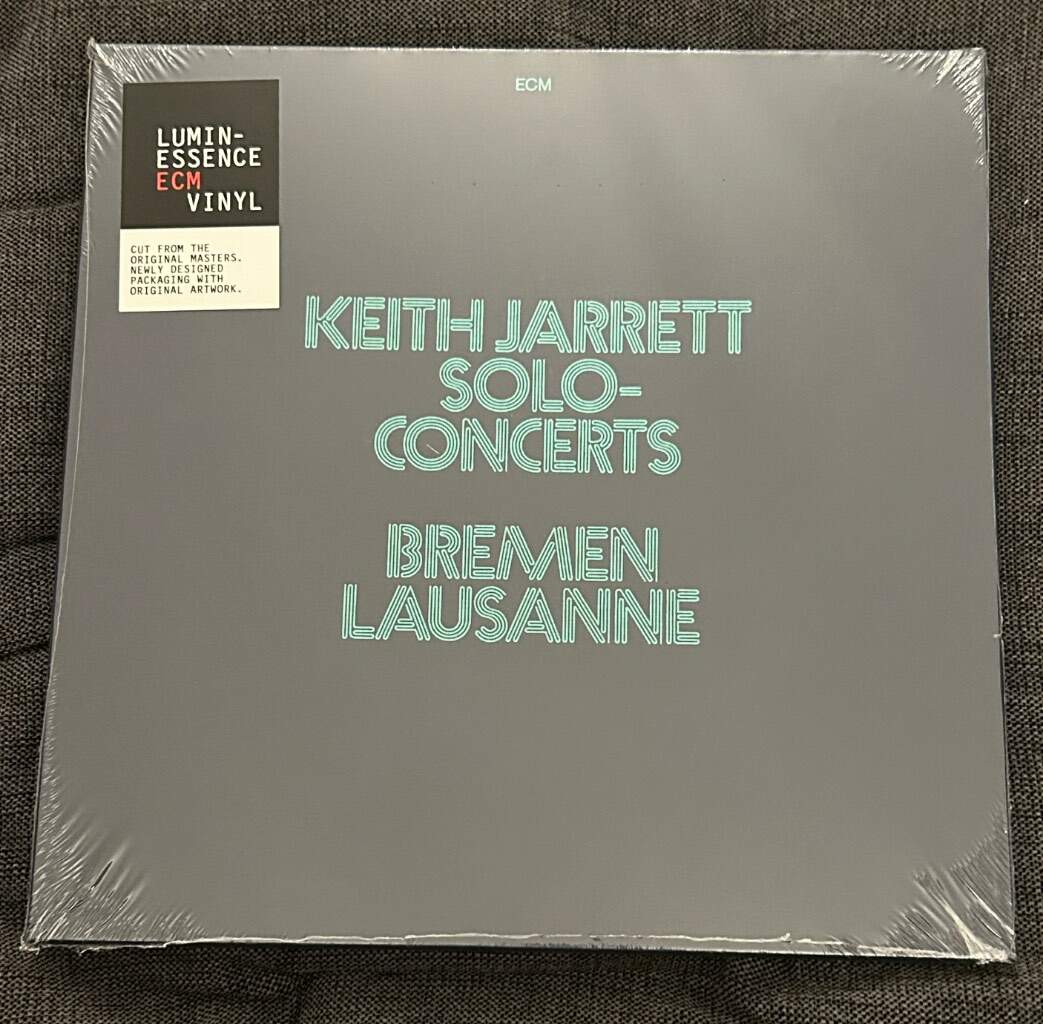 ECM
LUMIN-
ESSENCE
ECM
VINYL
CUT FROM THE
ORIGINAL MASTERS.
NEWLY DESIGNED
PACKAGING WITH
ORIGINAL ARTWORK.
KEITH JARRETT
SOLO-
CONCERTS
BREMEN
LAUSANNE